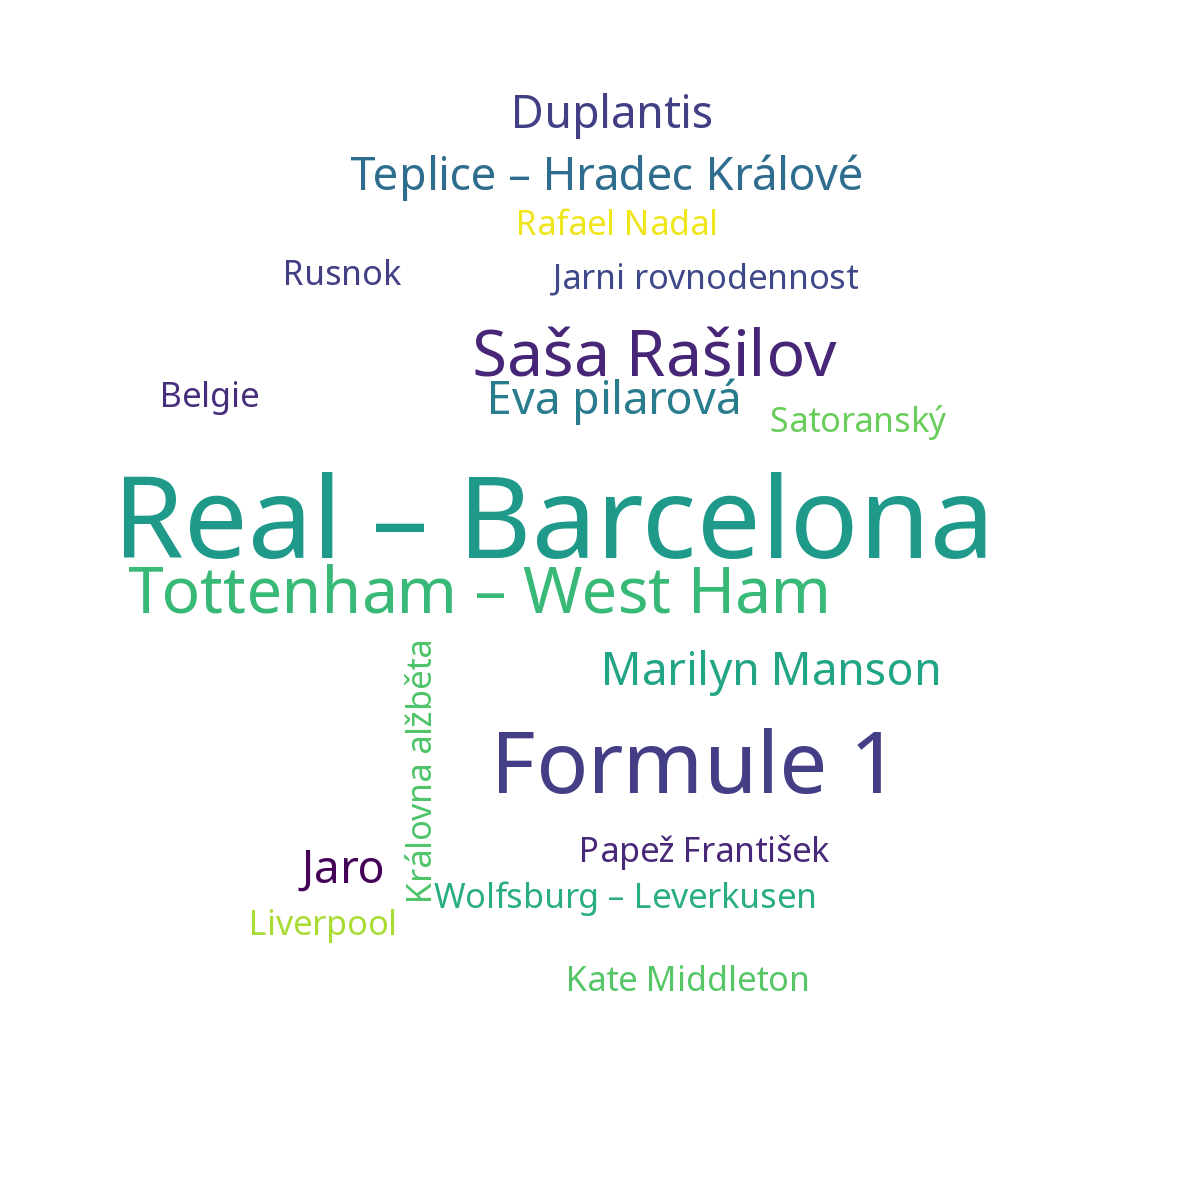 Duplantis
Teplice – Hradec Králové
Rafael Nadal
Rusnok
Jarni rovnodennost
Saša Rašilov
Belgie
Eva pilarová
Satoranský
Real – Barcelona
Tottenham – West Ham
Královna alžběta
Marilyn Manson
Formule 1
Papež František
Jaro
Wolfsburg – Leverkusen
Liverpool
Kate Middleton